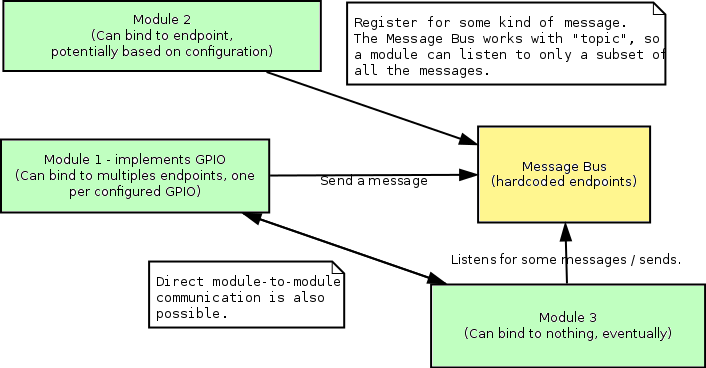 Module 2
(Can bind to endpoint,
potentially based on configuration)
Register for some kind of message.
The Message Bus works with "topic", so
a module can listen to only a subset of
all the messages.
Module 1 - implements GPIO
(Can bind to multiples endpoints, one
per configured GPIO)
Send a message
Message Bus
(hardcoded endpoints)
Listens for some messages / sends.
Direct module-to-module
communication is also
possible.
Module 3
(Can bind to nothing, eventually)